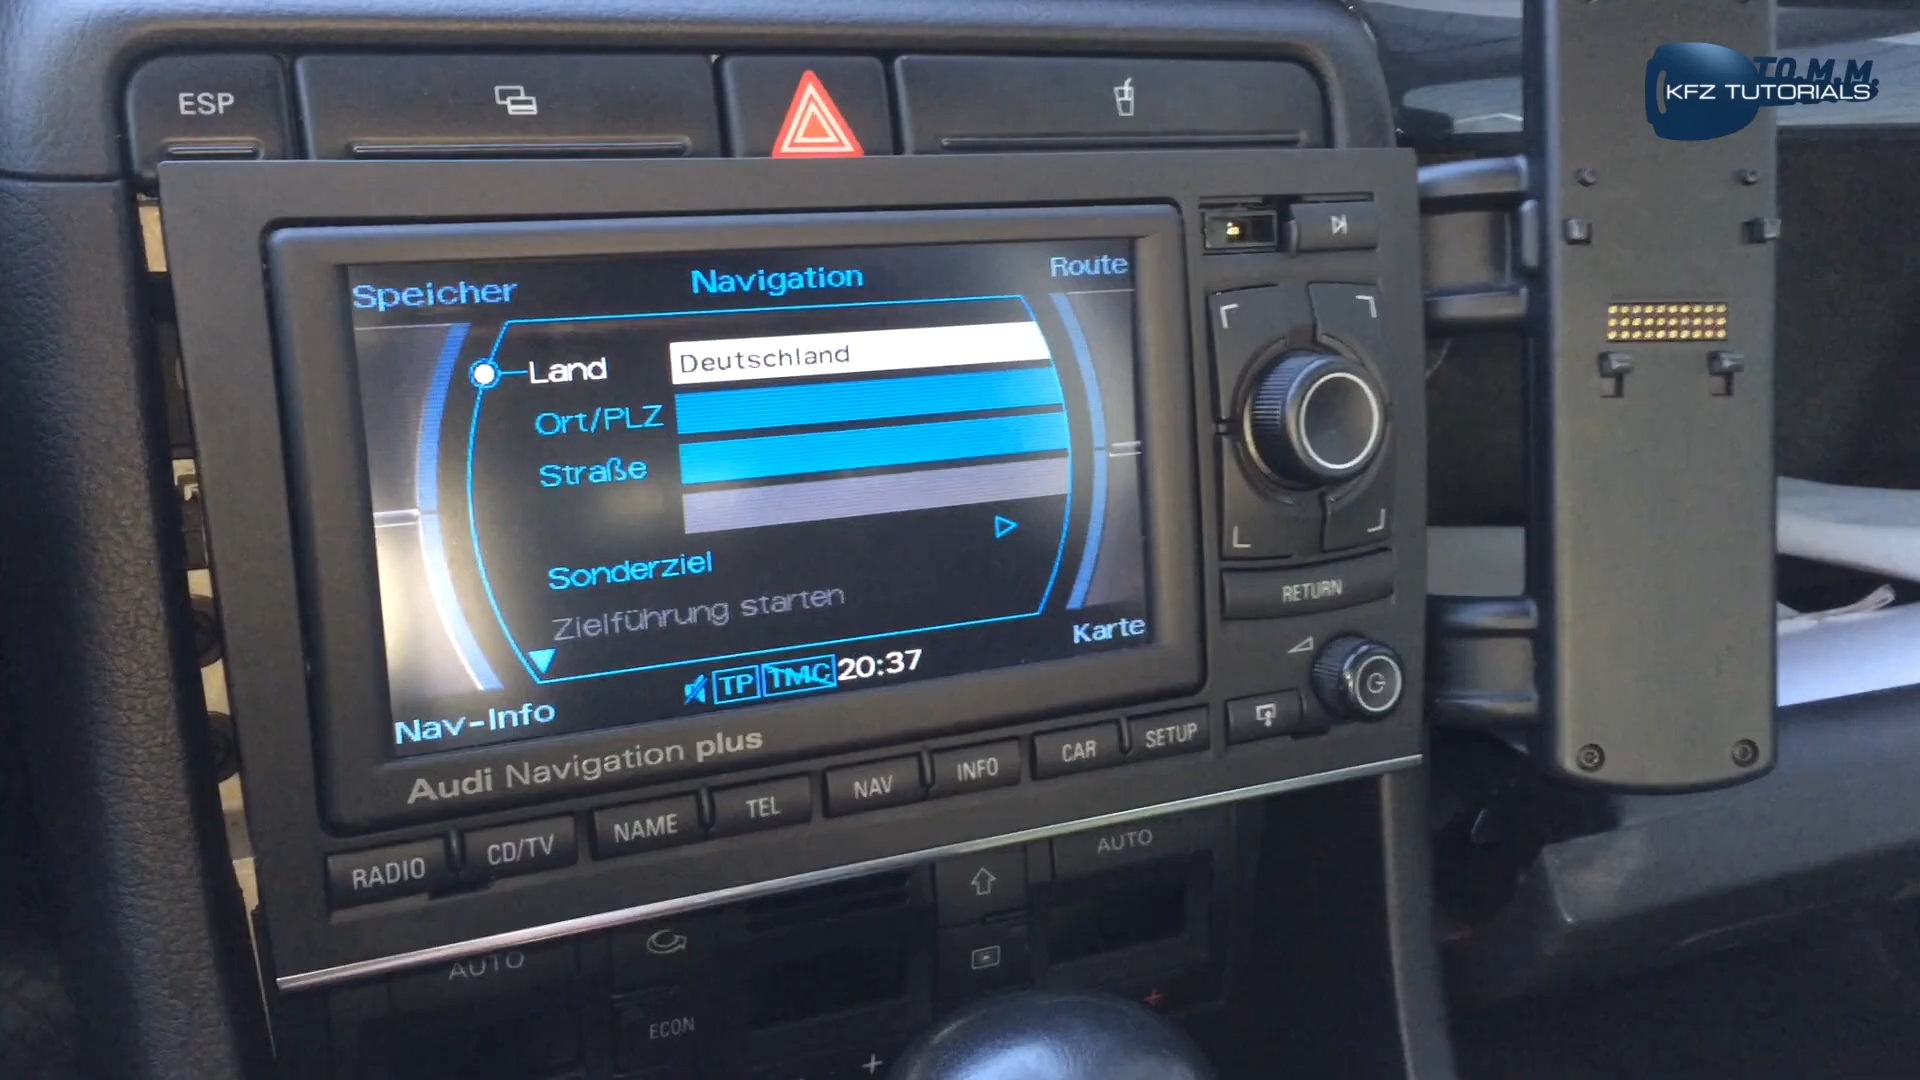 TO.M.M.
KFZ TUTORIALS
ESP
Speicher
Navigation
Route
Land
Deutschland
Ort/PLZ
Straße
Sonderziel
Zielführung starten
Karte
Nav-Info
TP TMC 20:37
Audi Navigation plus
RETURN
RADIO
CD/TV
NAME
TEL
NAV
INFO
CAR
SETUP
AUTO
AUTO
ECON